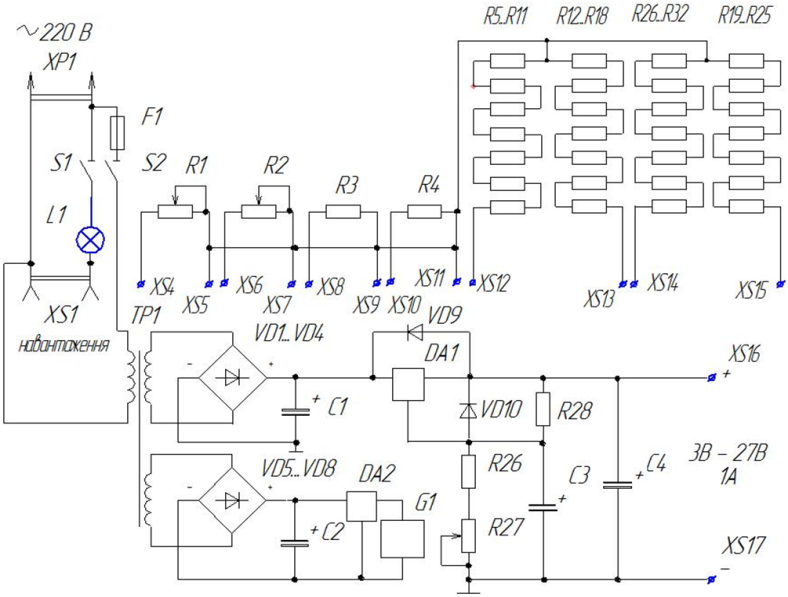 ~220 В
XP1
R5..R11 R12..R18 R26..R32 R19..R25
F1
S1 S2
R1 R2 R3 R4
L1
XS4 XS5 XS6 XS7 XS8 XS9 XS10 XS11 XS12 XS13 XS14 XS15
XS1
навантаження
TP1
VD1...VD4
VD9
DA1
XS16
- +
+ C1
VD10
R28
+
3В - 27В
1А
VD5...VD8
DA2
R26
C3
+
C4
+
- +
G1
+ C2
R27
XS17
-